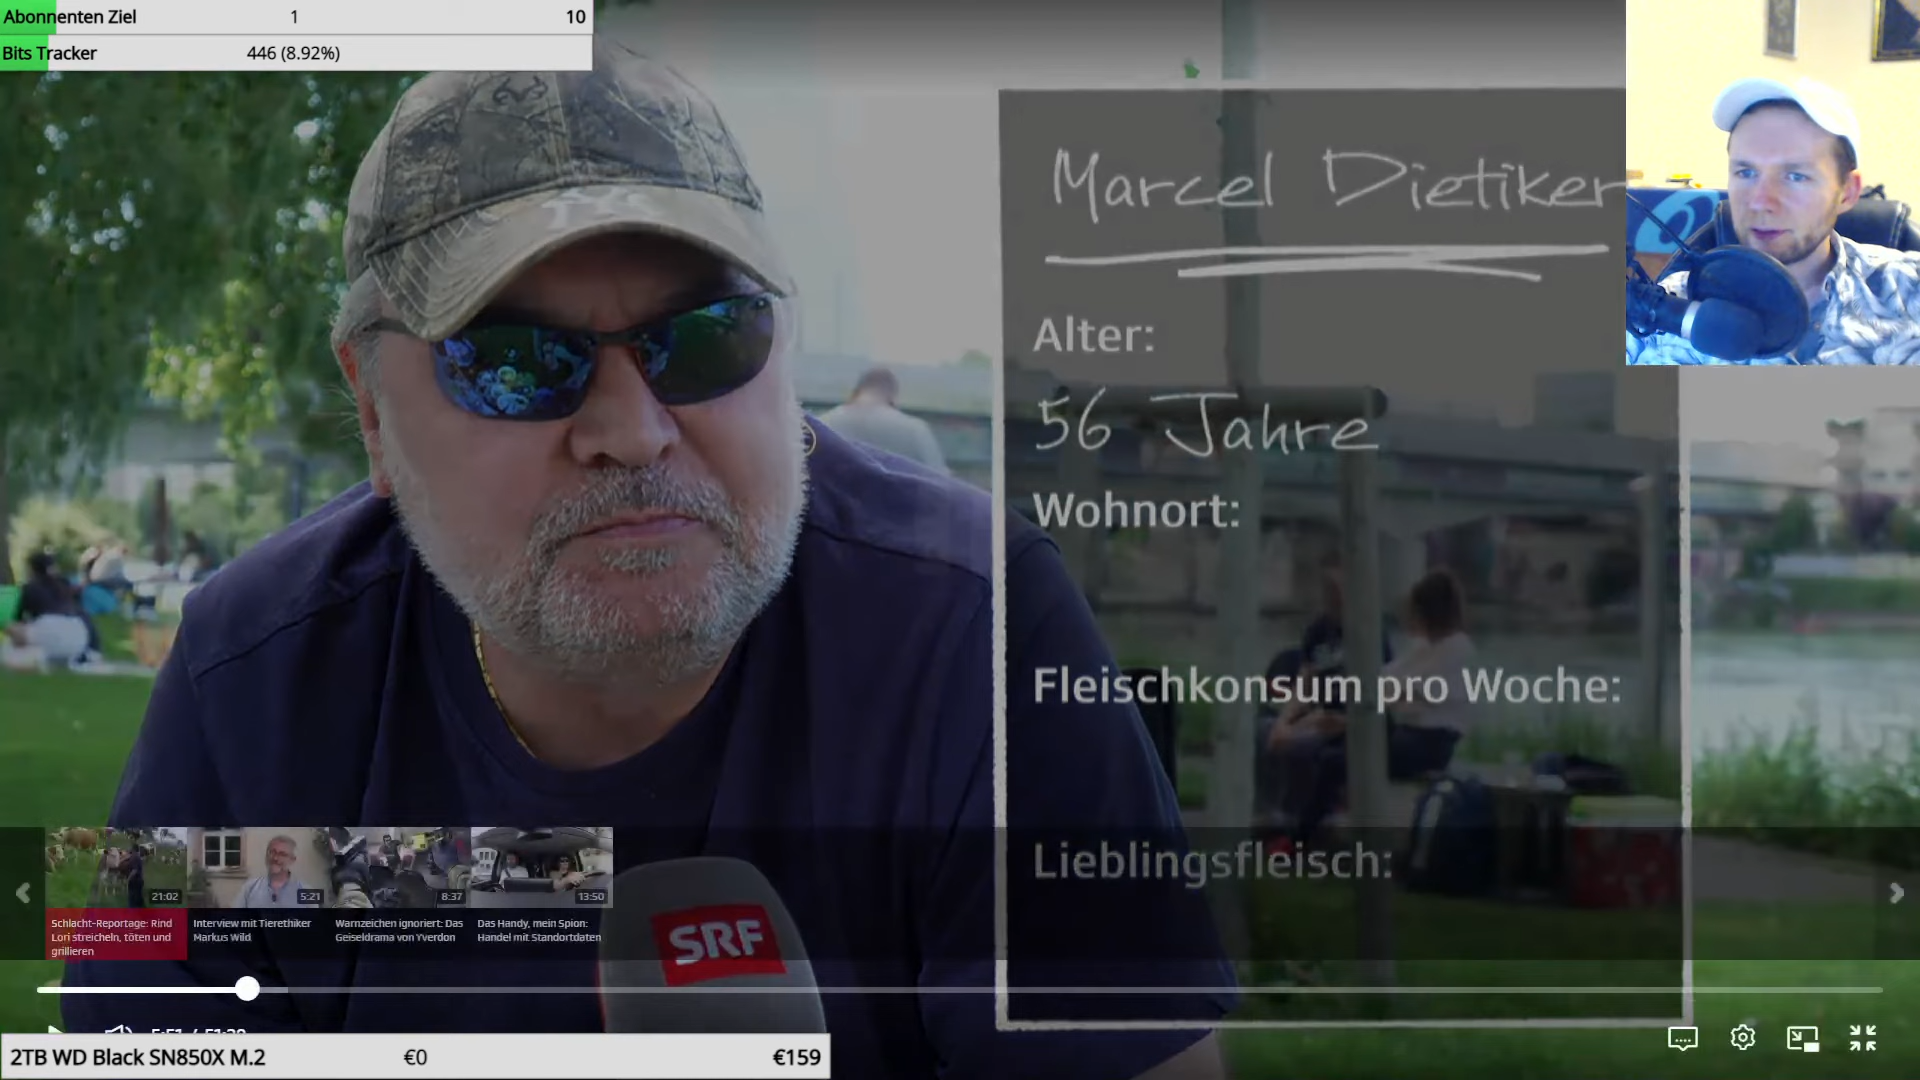 Abonnenten Ziel 1 10
Bits Tracker 446 (8.92%)
Marcel Dietiker
Alter:
56 Jahre
Wohnort:
Fleischkonsum pro Woche:
Lieblingsfleisch:
21:02
5:21
8:37
13:50
Schlacht-Reportage: Rind
Lori streicheln, töten und
grillieren
Interview mit Tierethiker
Markus Wild
Warnzeichen ignoriert: Das
Geiseldrama von Yverdon
Das Handy, mein Spion:
Handel mit Standortdaten
SRF
2TB WD Black SN850X M.2 €0 €159